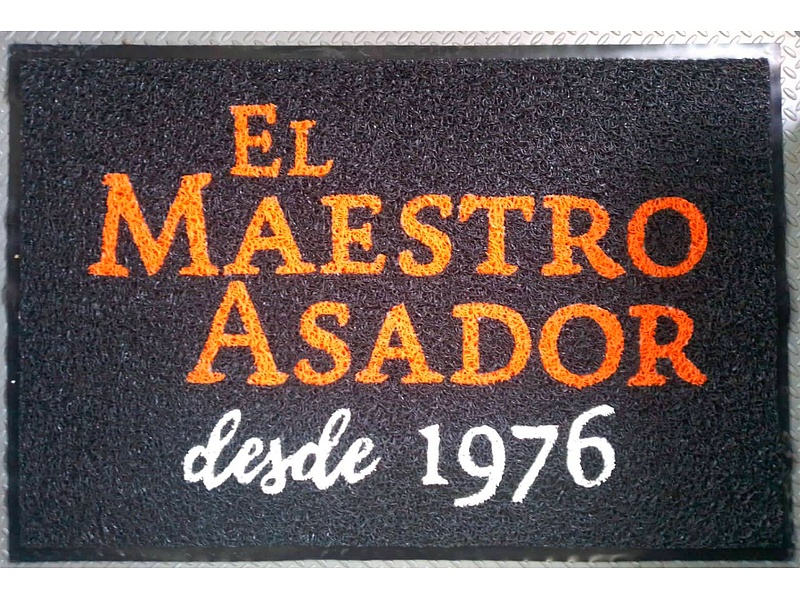 EL
MAESTRO
ASADOR
desde 1976